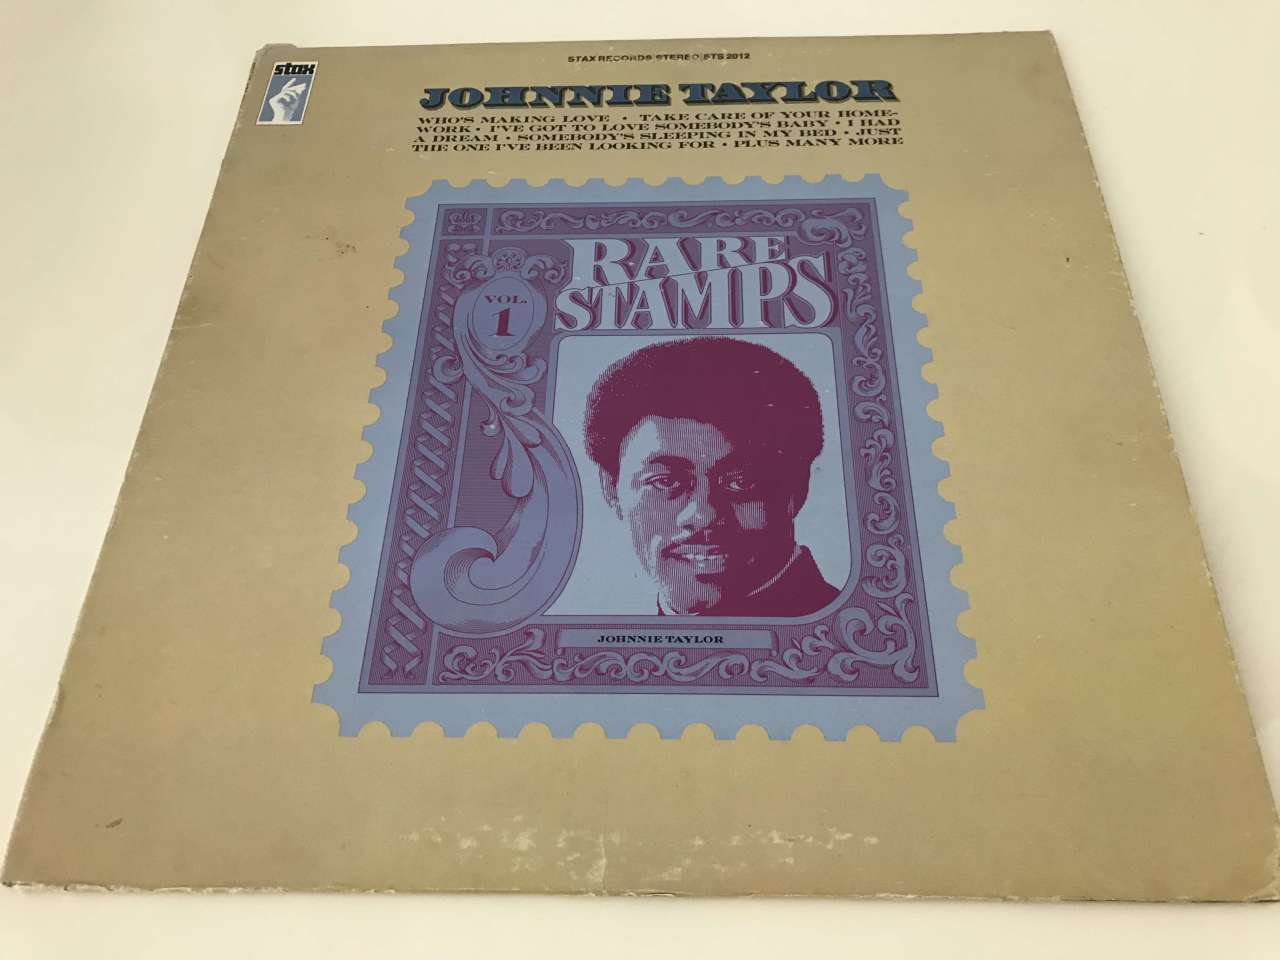 STAX RECORDS STEREO STS 2012
stax
JOHNNIE TAYLOR
WHO'S MAKING LOVE • TAKE CARE OF YOUR HOME-
WORK • I'VE GOT TO LOVE SOMEBODY'S BABY • I HAD
A DREAM • SOMEBODY'S SLEEPING IN MY BED • JUST
THE ONE I'VE BEEN LOOKING FOR • PLUS MANY MORE
RARE
STAMPS
VOL.
1
JOHNNIE TAYLOR